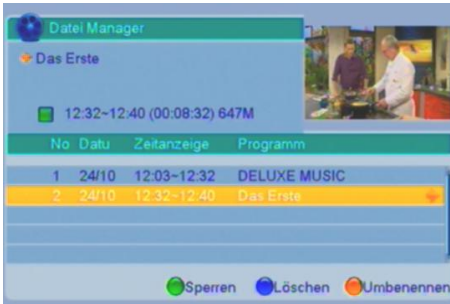 Datei Manager
Das Erste
12:32~12:40 (00:08:32) 647M
No Datu Zeitanzeige Programm
1 24/10 12:03~12:32 DELUXE MUSIC
2 24/10 12:32~12:40 Das Erste
Sperren Löschen Umbenennen